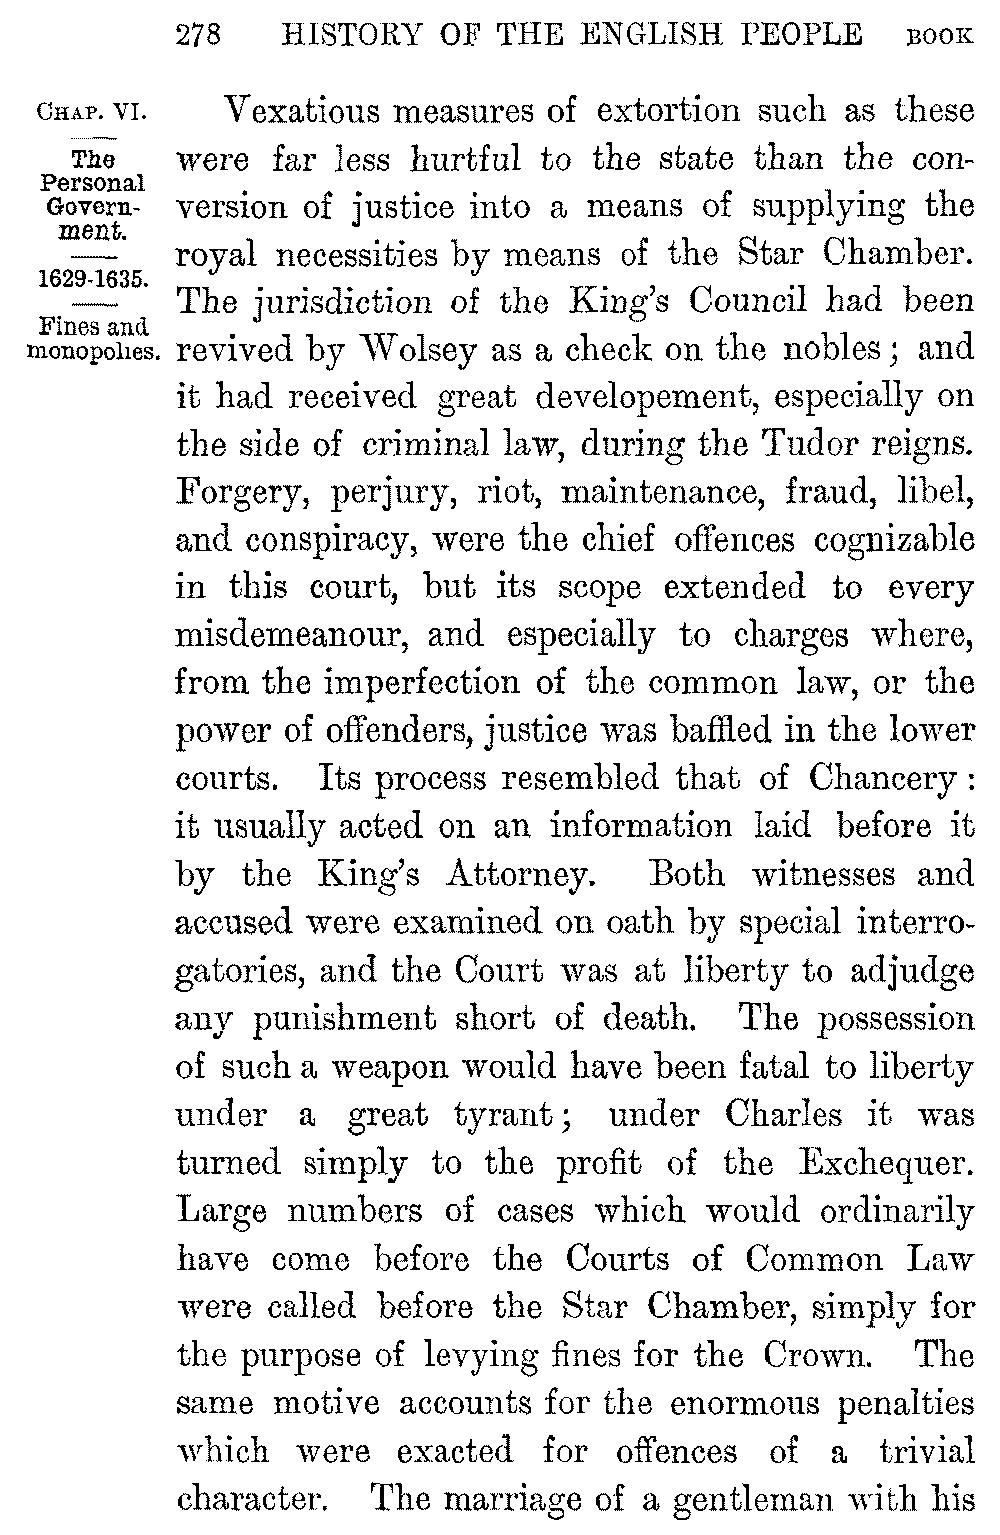 278 HISTORY OF THE ENGLISH PEOPLE BOOK
CHAP. VI.
The
Personal
Govern-
ment.
1629-1635.
Fines and
monopolies.
Vexatious measures of extortion such as these
were far less hurtful to the state than the con-
version of justice into a means of supplying the
royal necessities by means of the Star Chamber.
The jurisdiction of the King's Council had been
revived by Wolsey as a check on the nobles; and
it had received great developement, especially on
the side of criminal law, during the Tudor reigns.
Forgery, perjury, riot, maintenance, fraud, libel,
and conspiracy, were the chief offences cognizable
in this court, but its scope extended to every
misdemeanour, and especially to charges where,
from the imperfection of the common law, or the
power of offenders, justice was baffled in the lower
courts. Its process resembled that of Chancery:
it usually acted on an information laid before it
by the King's Attorney. Both witnesses and
accused were examined on oath by special interro-
gatories, and the Court was at liberty to adjudge
any punishment short of death. The possession
of such a weapon would have been fatal to liberty
under a great tyrant; under Charles it was
turned simply to the profit of the Exchequer.
Large numbers of cases which would ordinarily
have come before the Courts of Common Law
were called before the Star Chamber, simply for
the purpose of levying fines for the Crown. The
same motive accounts for the enormous penalties
which were exacted for offences of a trivial
character. The marriage of a gentleman with his